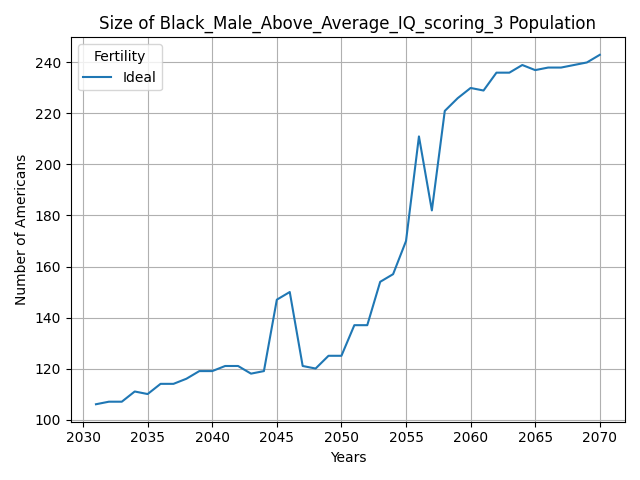 Size of Black_Male_Above_Average_IQ_scoring_3 Population
Fertility
Ideal
240
220
200
180
160
140
120
100
Number of Americans
2030 2035 2040 2045 2050 2055 2060 2065 2070
Years